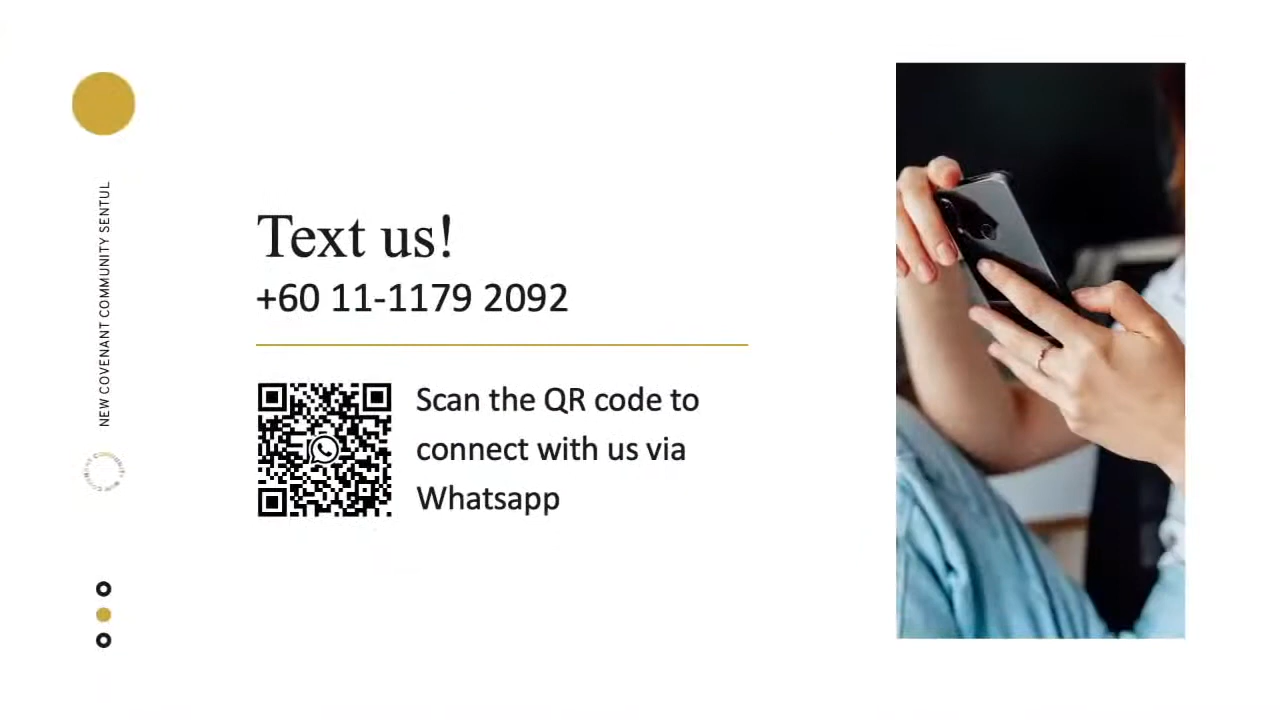 NEW COVENANT COMMUNITY SENTUL
Text us!
+60 11-1179 2092
Scan the QR code to
connect with us via
Whatsapp